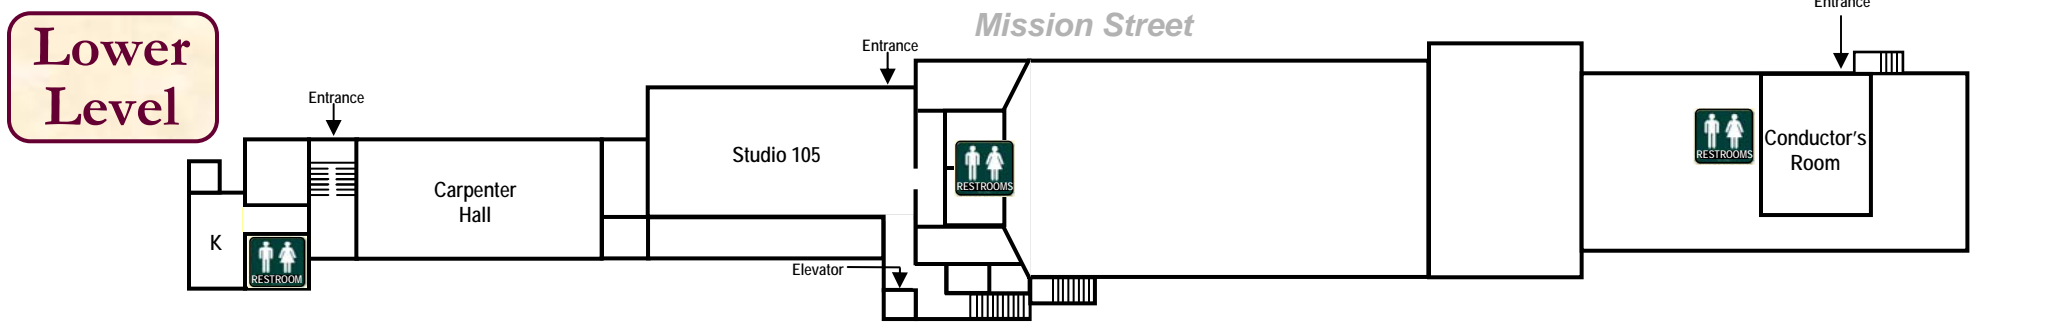 Lower
Level
Mission Street
Entrance
Entrance
Entrance
Studio 105
Carpenter
Hall
K
RESTROOM
Elevator
RESTROOMS
RESTROOMS
Conductor's
Room